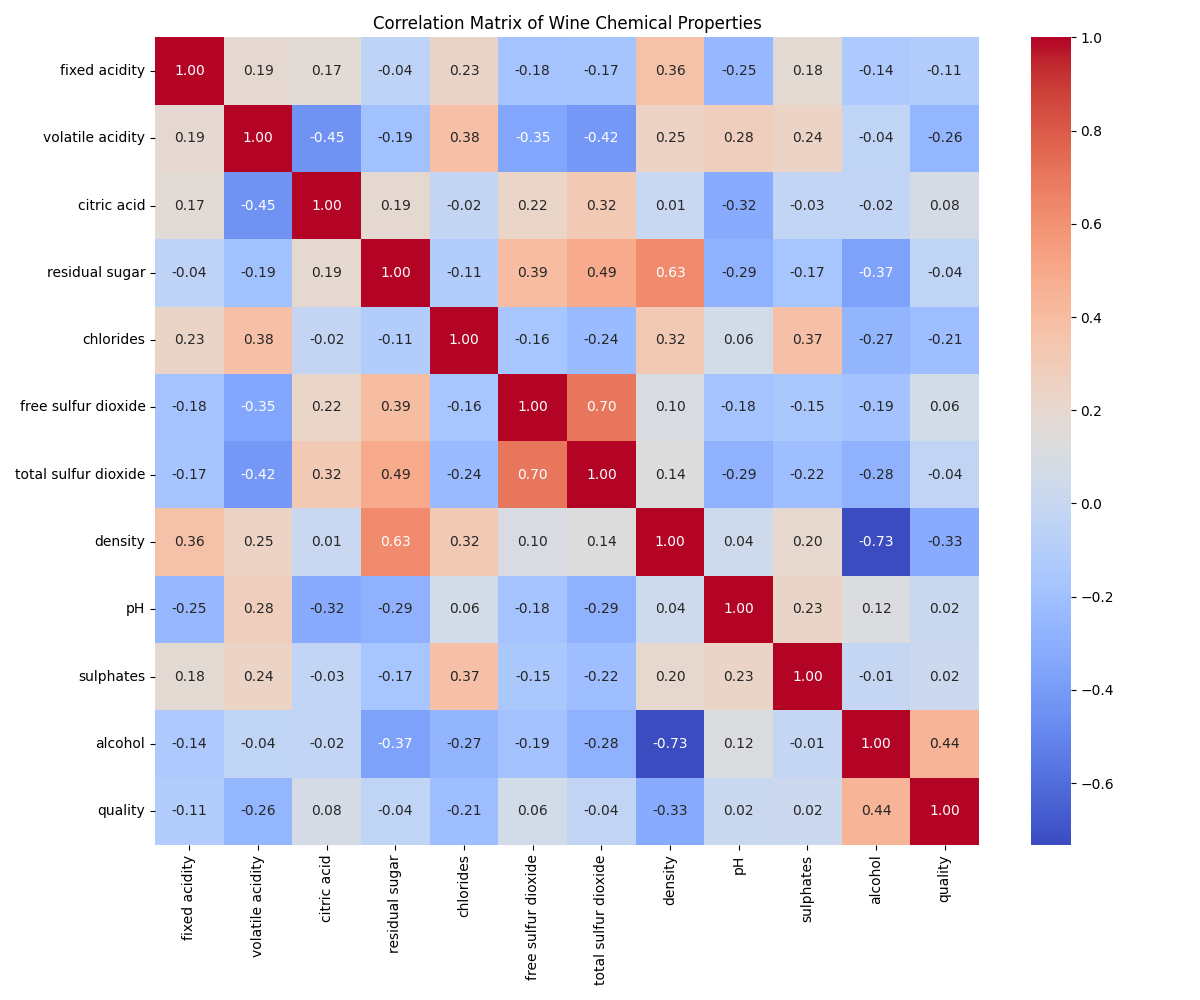 Correlation Matrix of Wine Chemical Properties
fixed acidity 1.00 0.19 0.17 -0.04 0.23 -0.18 -0.17 0.36 -0.25 0.18 -0.14 -0.11
volatile acidity 0.19 1.00 -0.45 -0.19 0.38 -0.35 -0.42 0.25 0.28 0.24 -0.04 -0.26
citric acid 0.17 -0.45 1.00 0.19 -0.02 0.22 0.32 0.01 -0.32 -0.03 -0.02 0.08
residual sugar -0.04 -0.19 0.19 1.00 -0.11 0.39 0.49 0.63 -0.29 -0.17 -0.37 -0.04
chlorides 0.23 0.38 -0.02 -0.11 1.00 -0.16 -0.24 0.32 0.06 0.37 -0.27 -0.21
free sulfur dioxide -0.18 -0.35 0.22 0.39 -0.16 1.00 0.70 0.10 -0.18 -0.15 -0.19 0.06
total sulfur dioxide -0.17 -0.42 0.32 0.49 -0.24 0.70 1.00 0.14 -0.29 -0.22 -0.28 -0.04
density 0.36 0.25 0.01 0.63 0.32 0.10 0.14 1.00 0.04 0.20 -0.73 -0.33
pH -0.25 0.28 -0.32 -0.29 0.06 -0.18 -0.29 0.04 1.00 0.23 0.12 0.02
sulphates 0.18 0.24 -0.03 -0.17 0.37 -0.15 -0.22 0.20 0.23 1.00 -0.01 0.02
alcohol -0.14 -0.04 -0.02 -0.37 -0.27 -0.19 -0.28 -0.73 0.12 -0.01 1.00 0.44
quality -0.11 -0.26 0.08 -0.04 -0.21 0.06 -0.04 -0.33 0.02 0.02 0.44 1.00
fixed acidity
volatile acidity
citric acid
residual sugar
chlorides
free sulfur dioxide
total sulfur dioxide
density
pH
sulphates
alcohol
quality
1.0
0.8
0.6
0.4
0.2
0.0
−0.2
−0.4
−0.6